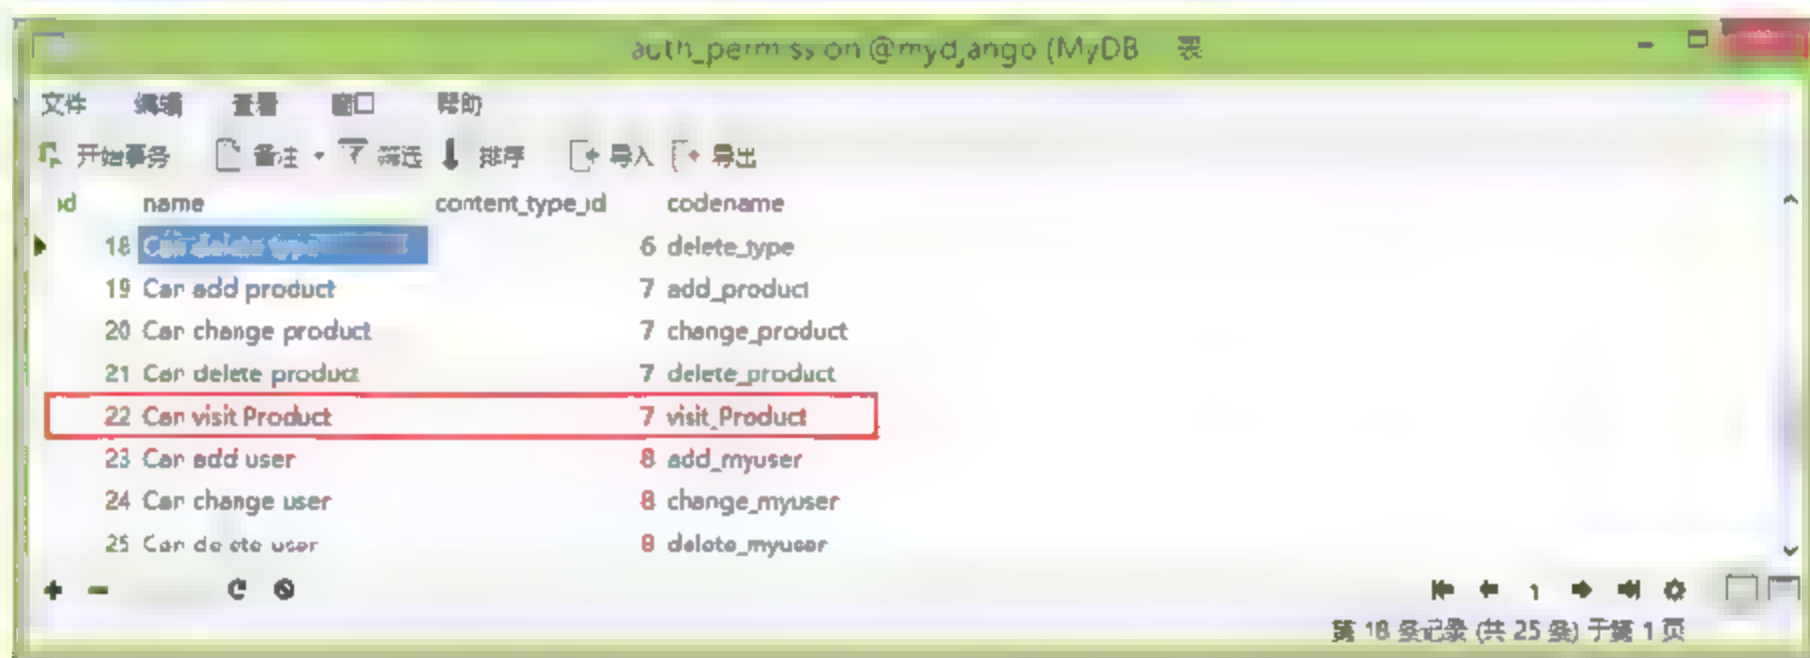 auth_permission @mydjango (MyDB 表
文件 编辑 查看 窗口 帮助
开始事务 备注 筛选 排序 导入 导出
id name content_type_id codename
18 Can delete type 6 delete_type
19 Can add product 7 add_product
20 Can change product 7 change_product
21 Can delete product 7 delete_product
22 Can visit Product 7 visit_Product
23 Can add user 8 add_myuser
24 Can change user 8 change_myuser
25 Can delete user 8 delete_myuser
1
第 18 条记录 (共 25 条) 于第 1 页